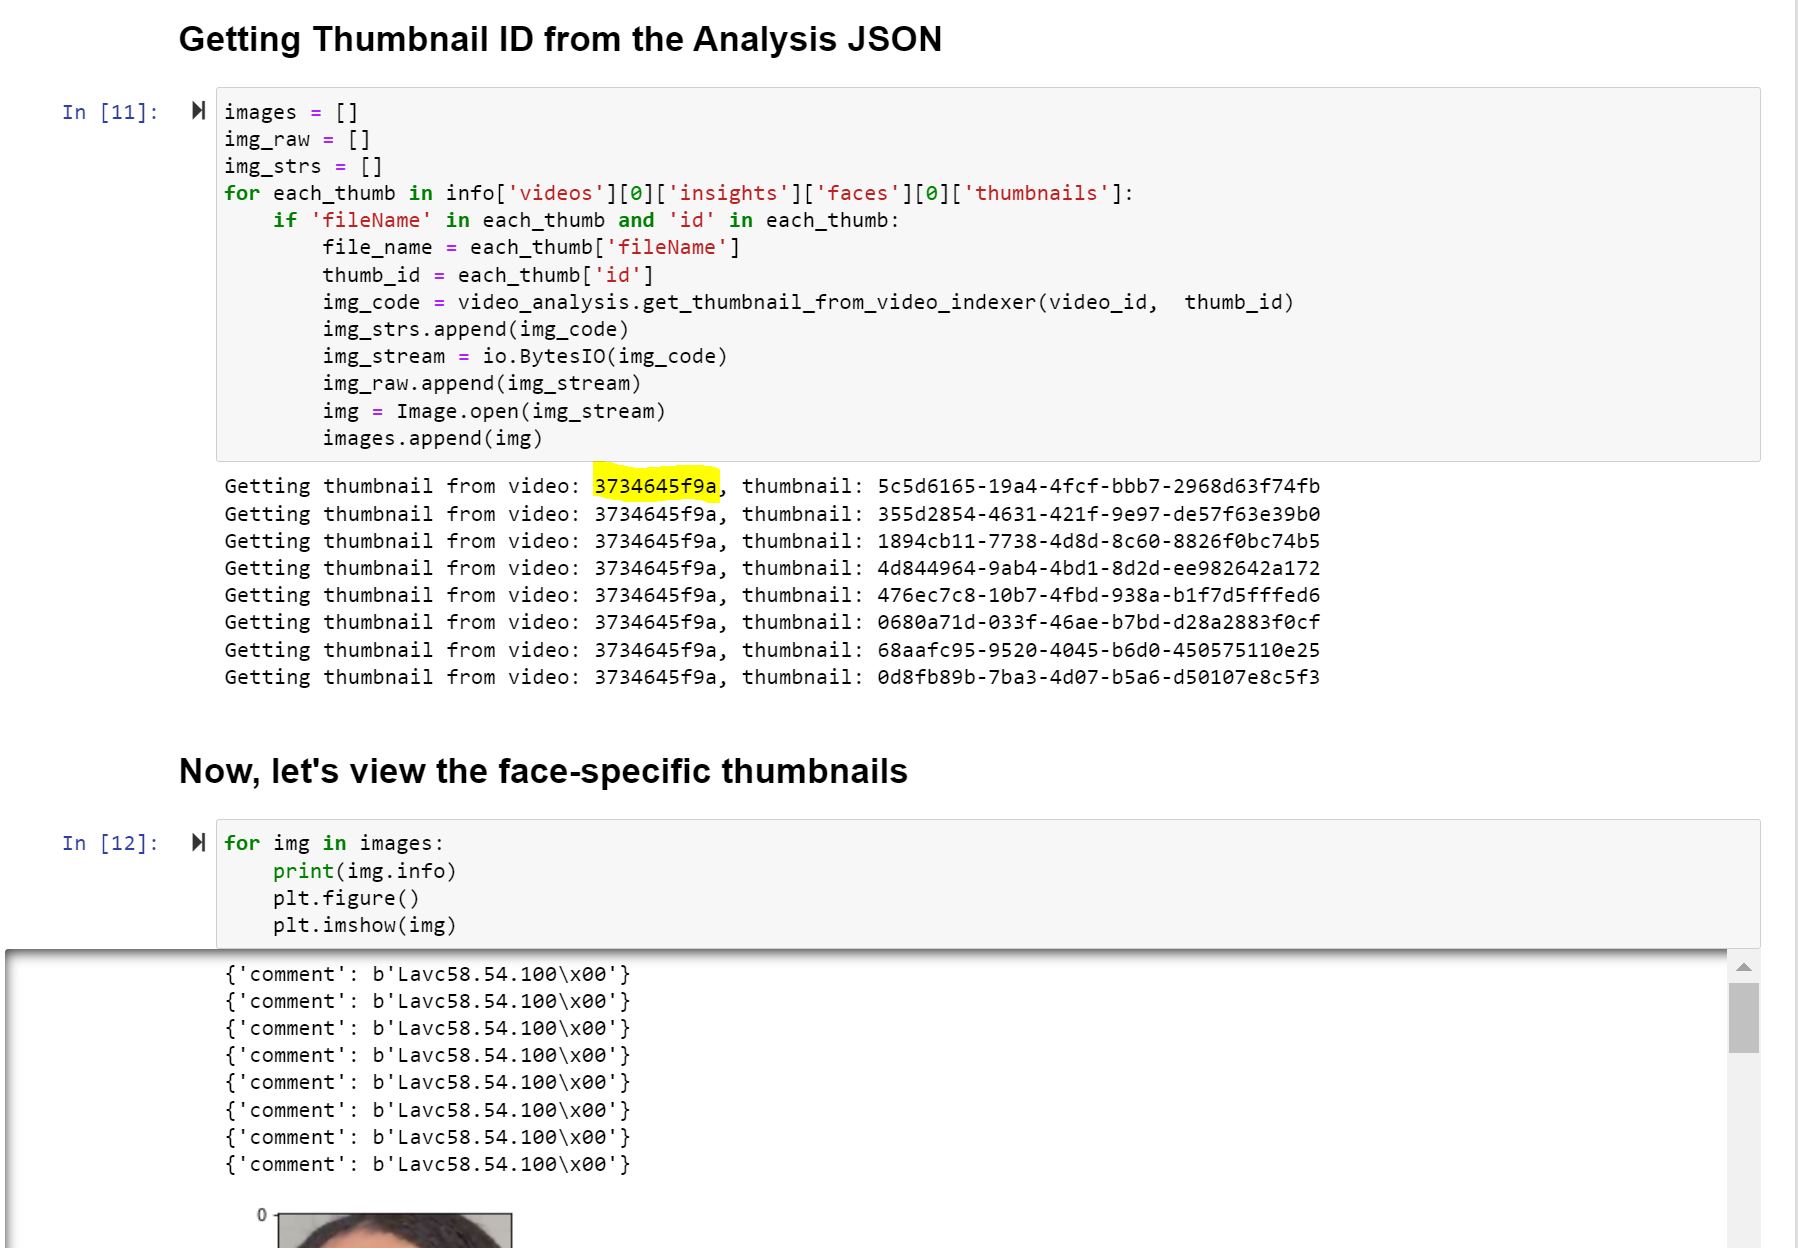 Getting Thumbnail ID from the Analysis JSON
In [11]:
images = []
img_raw = []
img_strs = []
for each_thumb in info['videos'][0]['insights']['faces'][0]['thumbnails']:
    if 'fileName' in each_thumb and 'id' in each_thumb:
        file_name = each_thumb['fileName']
        thumb_id = each_thumb['id']
        img_code = video_analysis.get_thumbnail_from_video_indexer(video_id,  thumb_id)
        img_strs.append(img_code)
        img_stream = io.BytesIO(img_code)
        img_raw.append(img_stream)
        img = Image.open(img_stream)
        images.append(img)
Getting thumbnail from video: 3734645f9a, thumbnail: 5c5d6165-19a4-4fcf-bbb7-2968d63f74fb
Getting thumbnail from video: 3734645f9a, thumbnail: 355d2854-4631-421f-9e97-de57f63e39b0
Getting thumbnail from video: 3734645f9a, thumbnail: 1894cb11-7738-4d8d-8c60-8826f0bc74b5
Getting thumbnail from video: 3734645f9a, thumbnail: 4d844964-9ab4-4bd1-8d2d-ee982642a172
Getting thumbnail from video: 3734645f9a, thumbnail: 476ec7c8-10b7-4fbd-938a-b1f7d5fffed6
Getting thumbnail from video: 3734645f9a, thumbnail: 0680a71d-033f-46ae-b7bd-d28a2883f0cf
Getting thumbnail from video: 3734645f9a, thumbnail: 68aafc95-9520-4045-b6d0-450575110e25
Getting thumbnail from video: 3734645f9a, thumbnail: 0d8fb89b-7ba3-4d07-b5a6-d50107e8c5f3
Now, let's view the face-specific thumbnails
In [12]:
for img in images:
    print(img.info)
    plt.figure()
    plt.imshow(img)
{'comment': b'Lavc58.54.100\x00'}
{'comment': b'Lavc58.54.100\x00'}
{'comment': b'Lavc58.54.100\x00'}
{'comment': b'Lavc58.54.100\x00'}
{'comment': b'Lavc58.54.100\x00'}
{'comment': b'Lavc58.54.100\x00'}
{'comment': b'Lavc58.54.100\x00'}
{'comment': b'Lavc58.54.100\x00'}
0